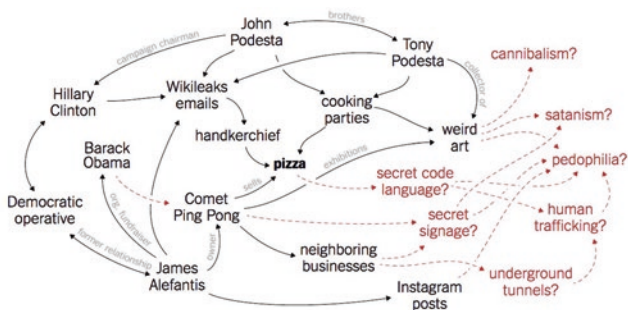 John
Podesta
brothers
Tony
Podesta
campaign chairman
collector of
cannibalism?
Hillary
Clinton
Wikileaks
emails
cooking
parties
satanism?
handkerchief
weird
art
Barack
Obama
pizza
exhibitions
pedophilia?
secret code
language?
sells
Democratic
operative
org. fundraiser
Comet
Ping Pong
secret
signage?
human
trafficking?
former relationship
owner
James
Alefantis
neighboring
businesses
underground
tunnels?
Instagram
posts